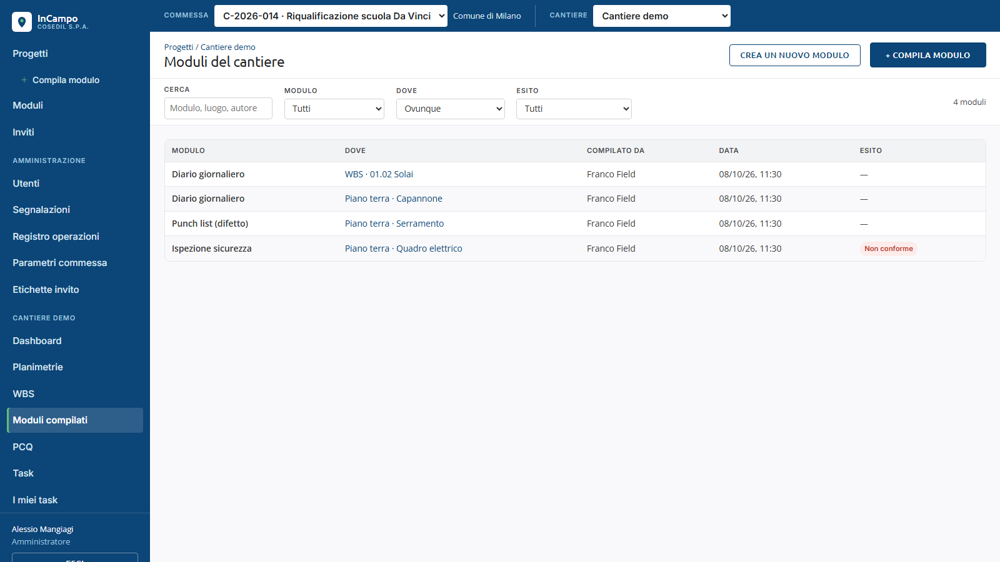 InCampo
COSEDIL S.P.A.
Progetti
+ Compila modulo
Moduli
Inviti
AMMINISTRAZIONE
Utenti
Segnalazioni
Registro operazioni
Parametri commessa
Etichette invito
CANTIERE DEMO
Dashboard
Planimetrie
WBS
Moduli compilati
PCQ
Task
I miei task
Alessio Mangiagi
Amministratore
COMMESSA C-2026-014 · Riqualificazione scuola Da Vinci Comune di Milano CANTIERE Cantiere demo
Progetti / Cantiere demo
Moduli del cantiere
CREA UN NUOVO MODULO + COMPILA MODULO
CERCA MODULO DOVE ESITO
Modulo, luogo, autore Tutti Ovunque Tutti 4 moduli
MODULO DOVE COMPILATO DA DATA ESITO
Diario giornaliero WBS · 01.02 Solai Franco Field 08/10/26, 11:30 —
Diario giornaliero Piano terra · Capannone Franco Field 08/10/26, 11:30 —
Punch list (difetto) Piano terra · Serramento Franco Field 08/10/26, 11:30 —
Ispezione sicurezza Piano terra · Quadro elettrico Franco Field 08/10/26, 11:30 Non conforme